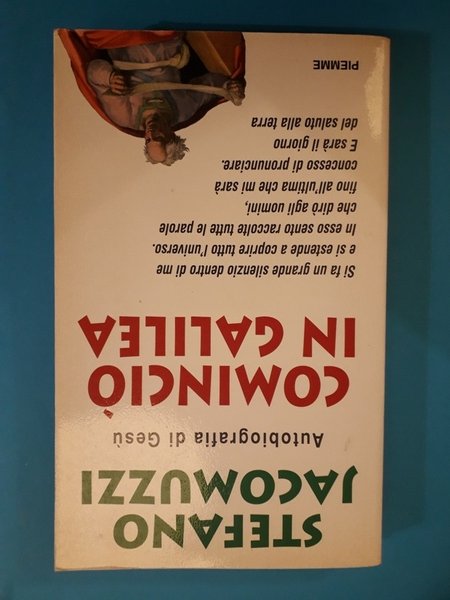 STEFANO
JACOMUZZI
Autobiografia di Gesù
COMINCIÒ
IN GALILEA
Si fa un grande silenzio dentro di me
e si estende a coprire tutto l'universo.
In esso sento raccolte tutte le parole
che dirò agli uomini,
fino all'ultima che mi sarà
concesso di pronunciare.
E sarà il giorno
del saluto alla terra
PIEMME